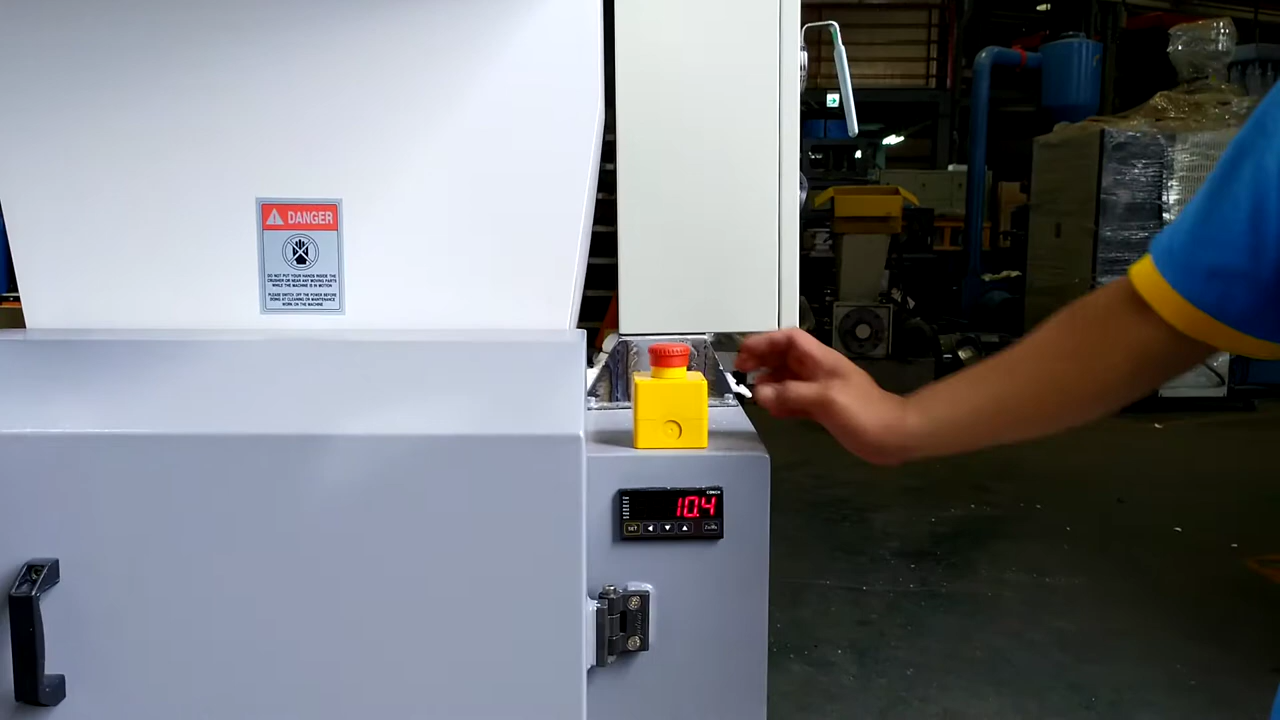 DANGER
DO NOT PUT YOUR HANDS INSIDE THE
CRUSHER OR NEAR ANY MOVING PARTS
WHILE THE MACHINE IS IN MOTION
PLEASE SWITCH OFF THE POWER BEFORE
DOING AT CLEANING OR MAINTENANCE
WORK ON THE MACHINE
10.4
SET